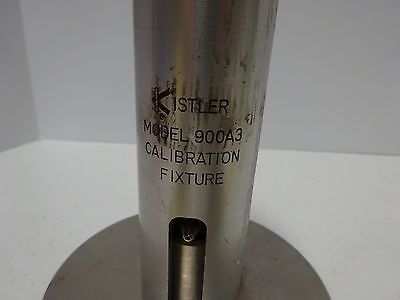 KISTLER
MODEL 900A3
CALIBRATION
FIXTURE